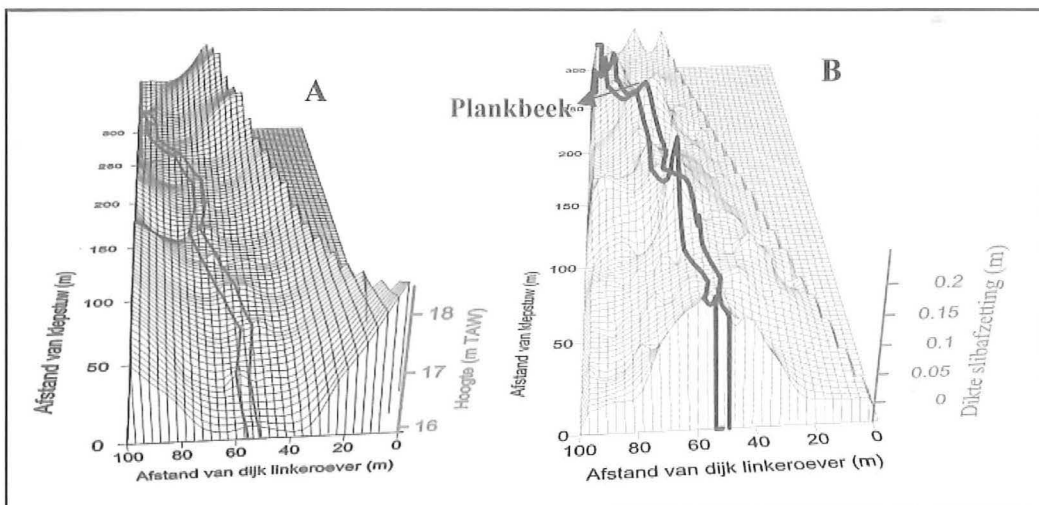 A
Afstand van klepstuw (m)
300
250
200
150
100
50
0
100 80 60 40 20 0
Afstand van dijk linkeroever (m)
18
17
16
Hoogte (m TAW)
B
Plankbeek
Afstand van klepstuw (m)
300
250
200
150
100
50
0
100 80 60 40 20 0
Afstand van dijk linkeroever (m)
0.2
0.15
0.1
0.05
0
Dikte slibafzetting (m)